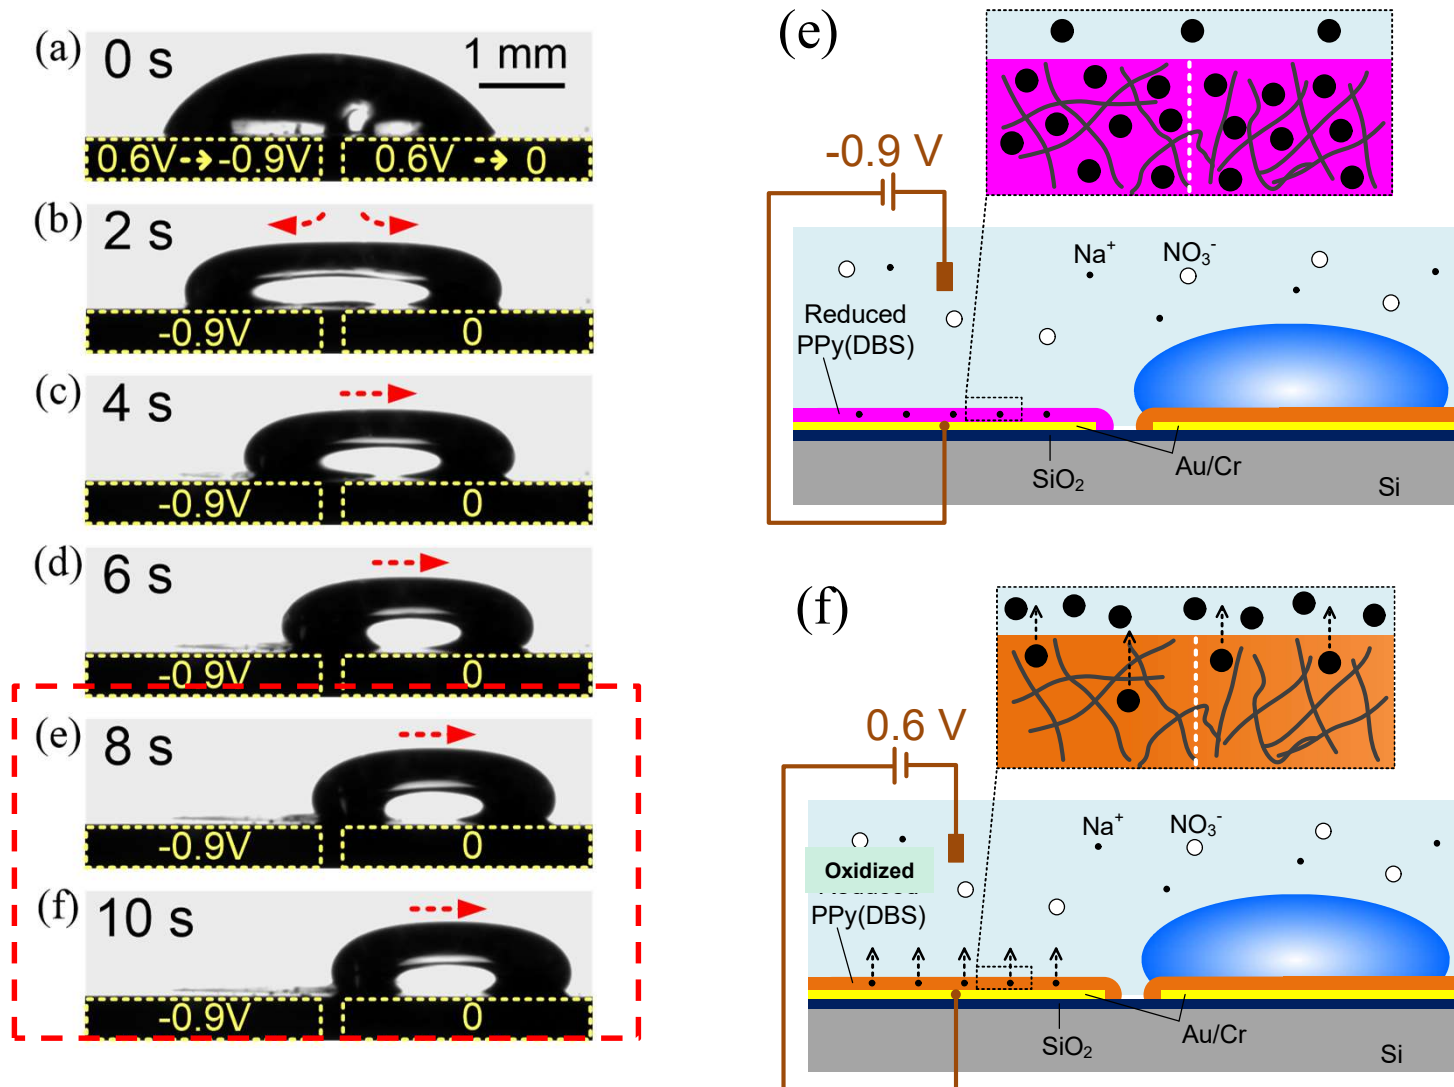 (a)
0 s
1 mm
0.6V
-0.9V
0.6V
0
(b)
2 s
-0.9V
0
(c)
4 s
-0.9V
0
(d)
6 s
-0.9V
0
(e)
8 s
-0.9V
0
(f)
10 s
-0.9V
0
(e)
-0.9 V
Na⁺
NO₃⁻
Reduced
PPy(DBS)
SiO₂
Au/Cr
Si
(f)
0.6 V
Na⁺
NO₃⁻
Oxidized
PPy(DBS)
SiO₂
Au/Cr
Si